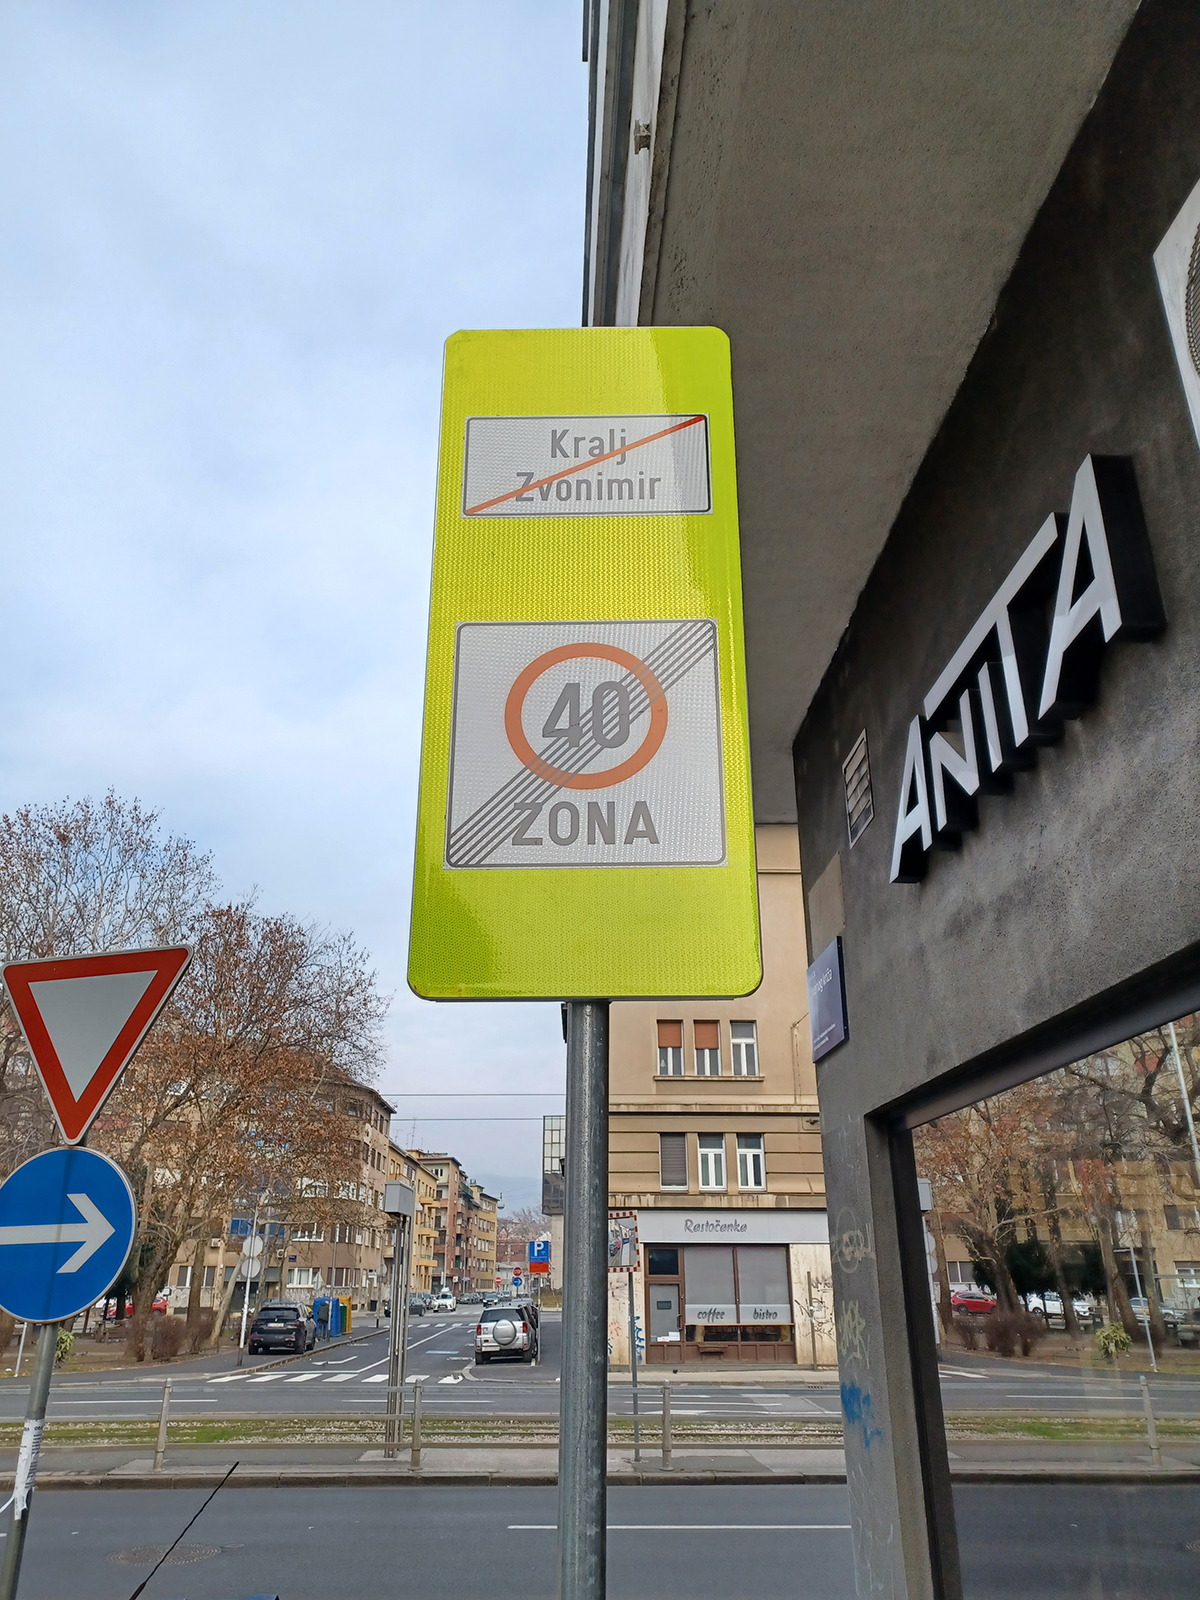 Kralj
Zvonimir
40
ZONA
ANITA
Restočenka
coffee
bistro
P